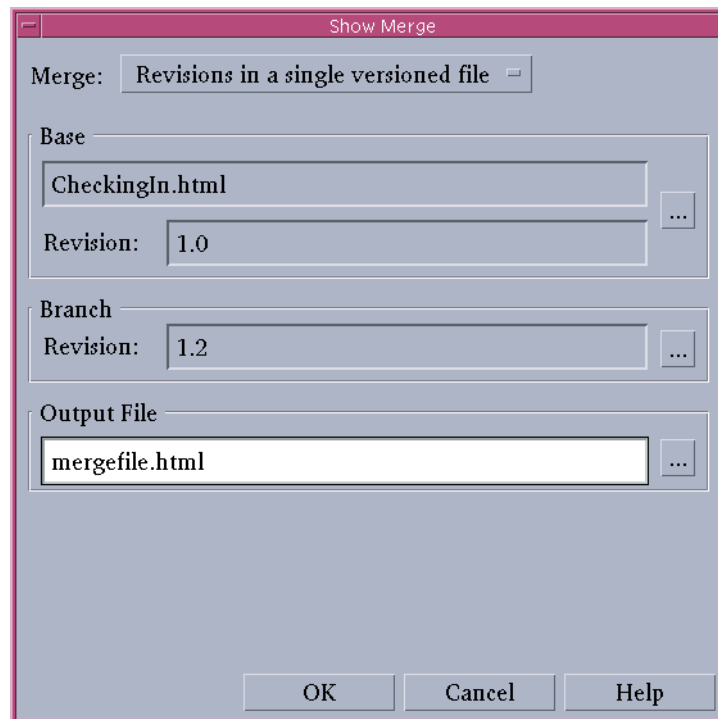 Show Merge
Merge: Revisions in a single versioned file
Base
CheckingIn.html
...
Revision: 1.0
Branch
Revision: 1.2 ...
Output File
mergefile.html ...
OK Cancel Help